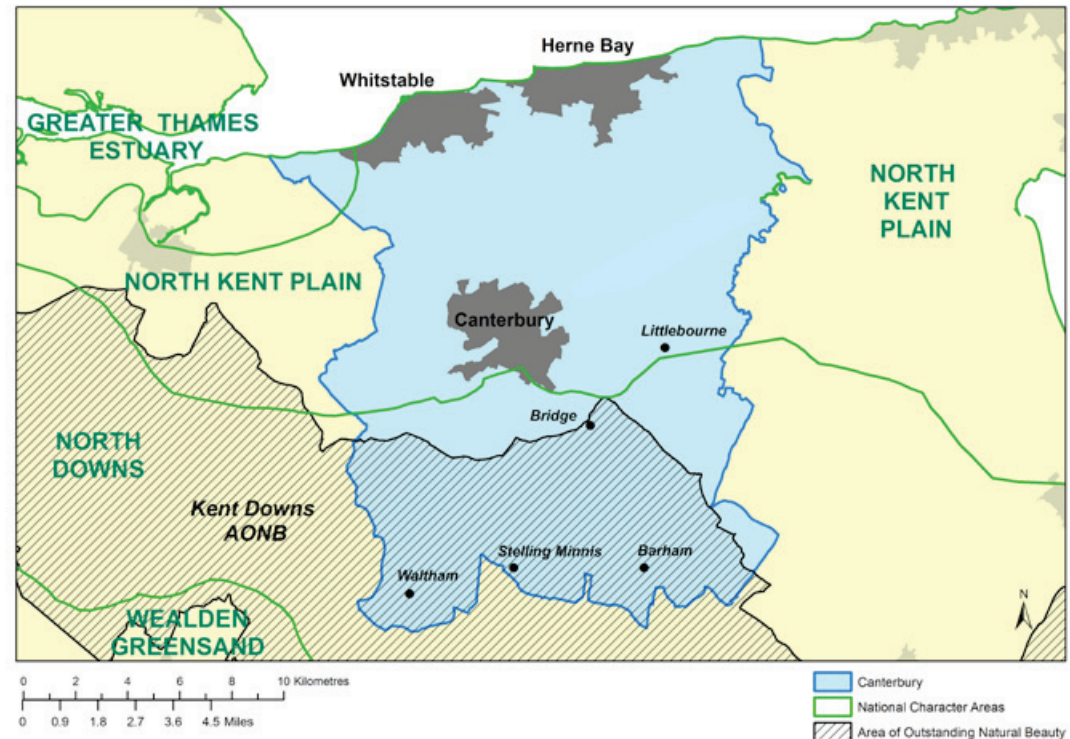 Herne Bay
Whitstable
GREATER THAMES
ESTUARY
NORTH
KENT
PLAIN
NORTH KENT PLAIN
Canterbury
Littlebourne
Bridge
NORTH
DOWNS
Kent Downs
AONB
Stelling Minnis
Barham
Waltham
WEALDEN
GREENSAND
N
0 2 4 6 8 10 Kilometres
0 0.9 1.8 2.7 3.6 4.5 Miles
Canterbury
National Character Areas
Area of Outstanding Natural Beauty